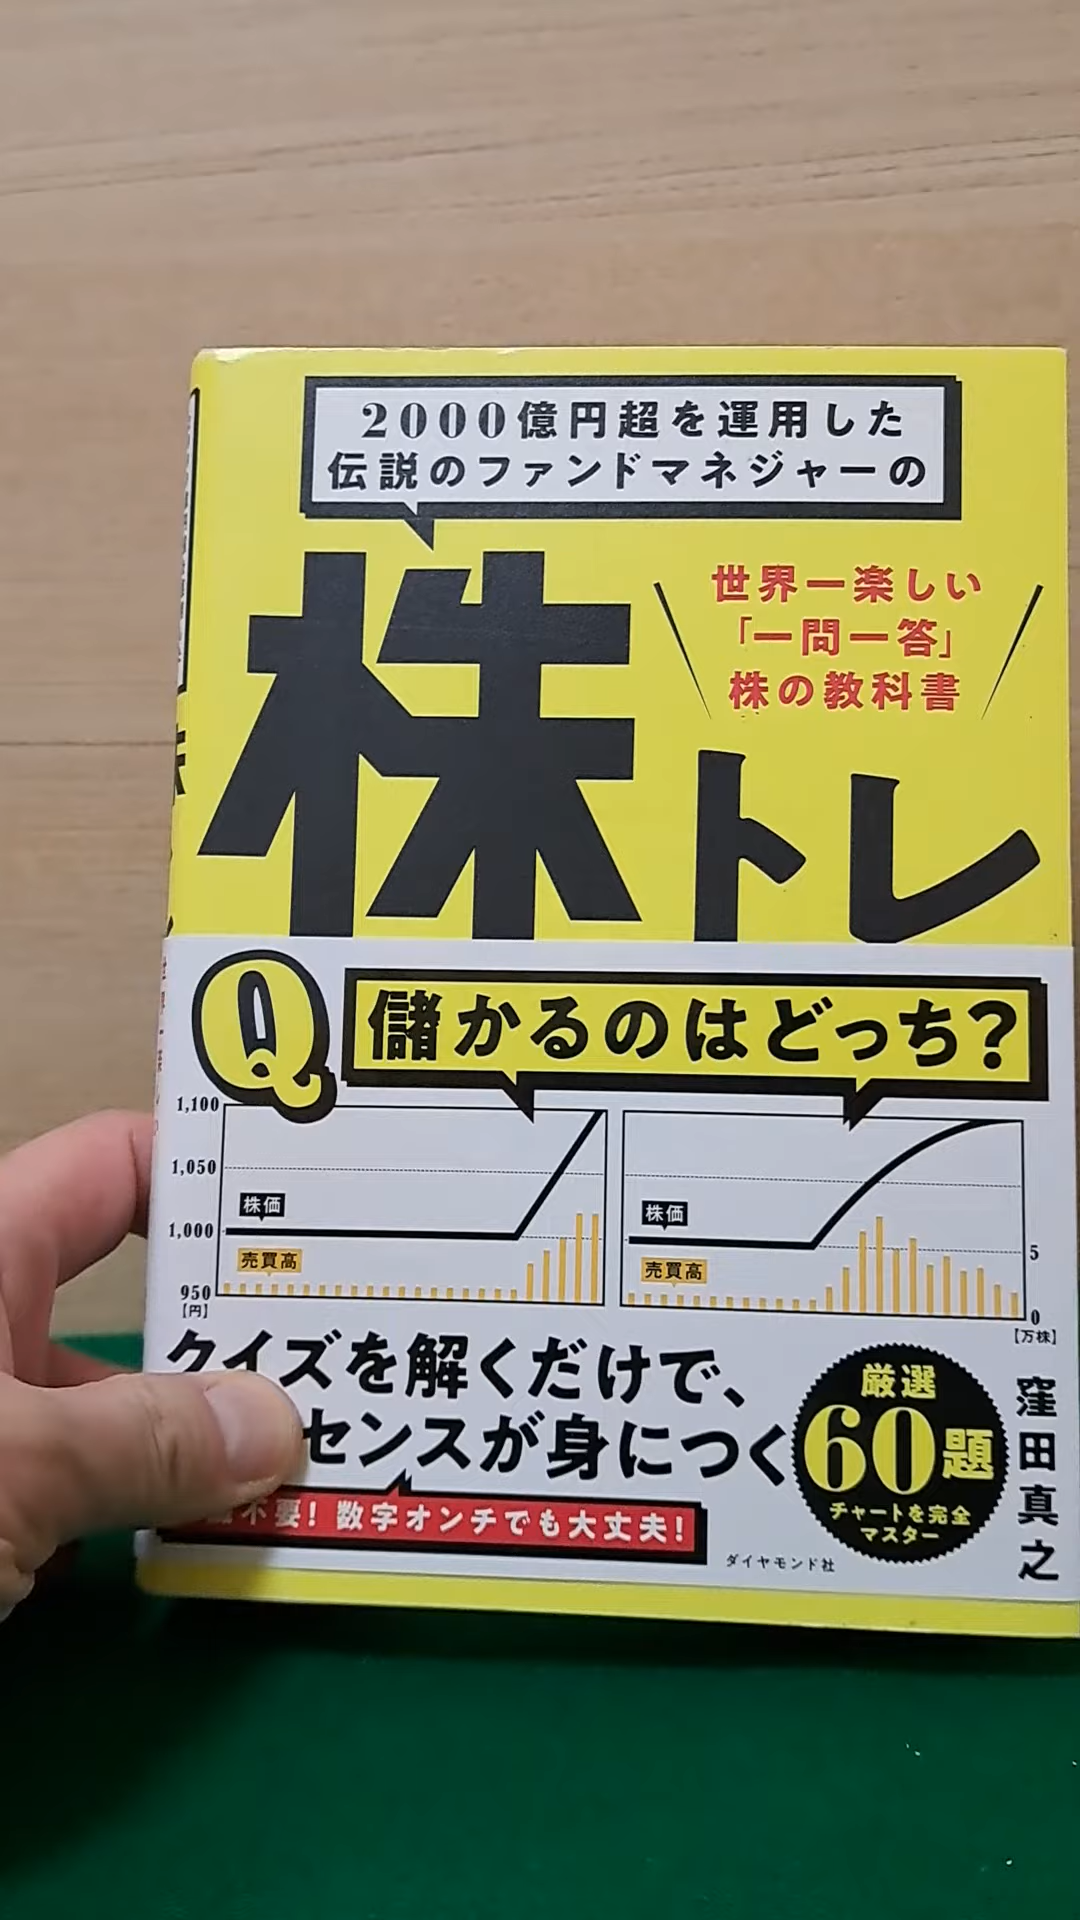 2000億円超を運用した
伝説のファンドマネジャーの
世界一楽しい
「一問一答」
株の教科書
株トレ
Q 儲かるのはどっち?
1,100
1,050
1,000
950
[円]
株価
売買高
株価
売買高
5
0
[万株]
クイズを解くだけで、
センスが身につく
不要! 数字オンチでも大丈夫!
厳選
60題
チャートを完全
マスター
窪田真之
ダイヤモンド社